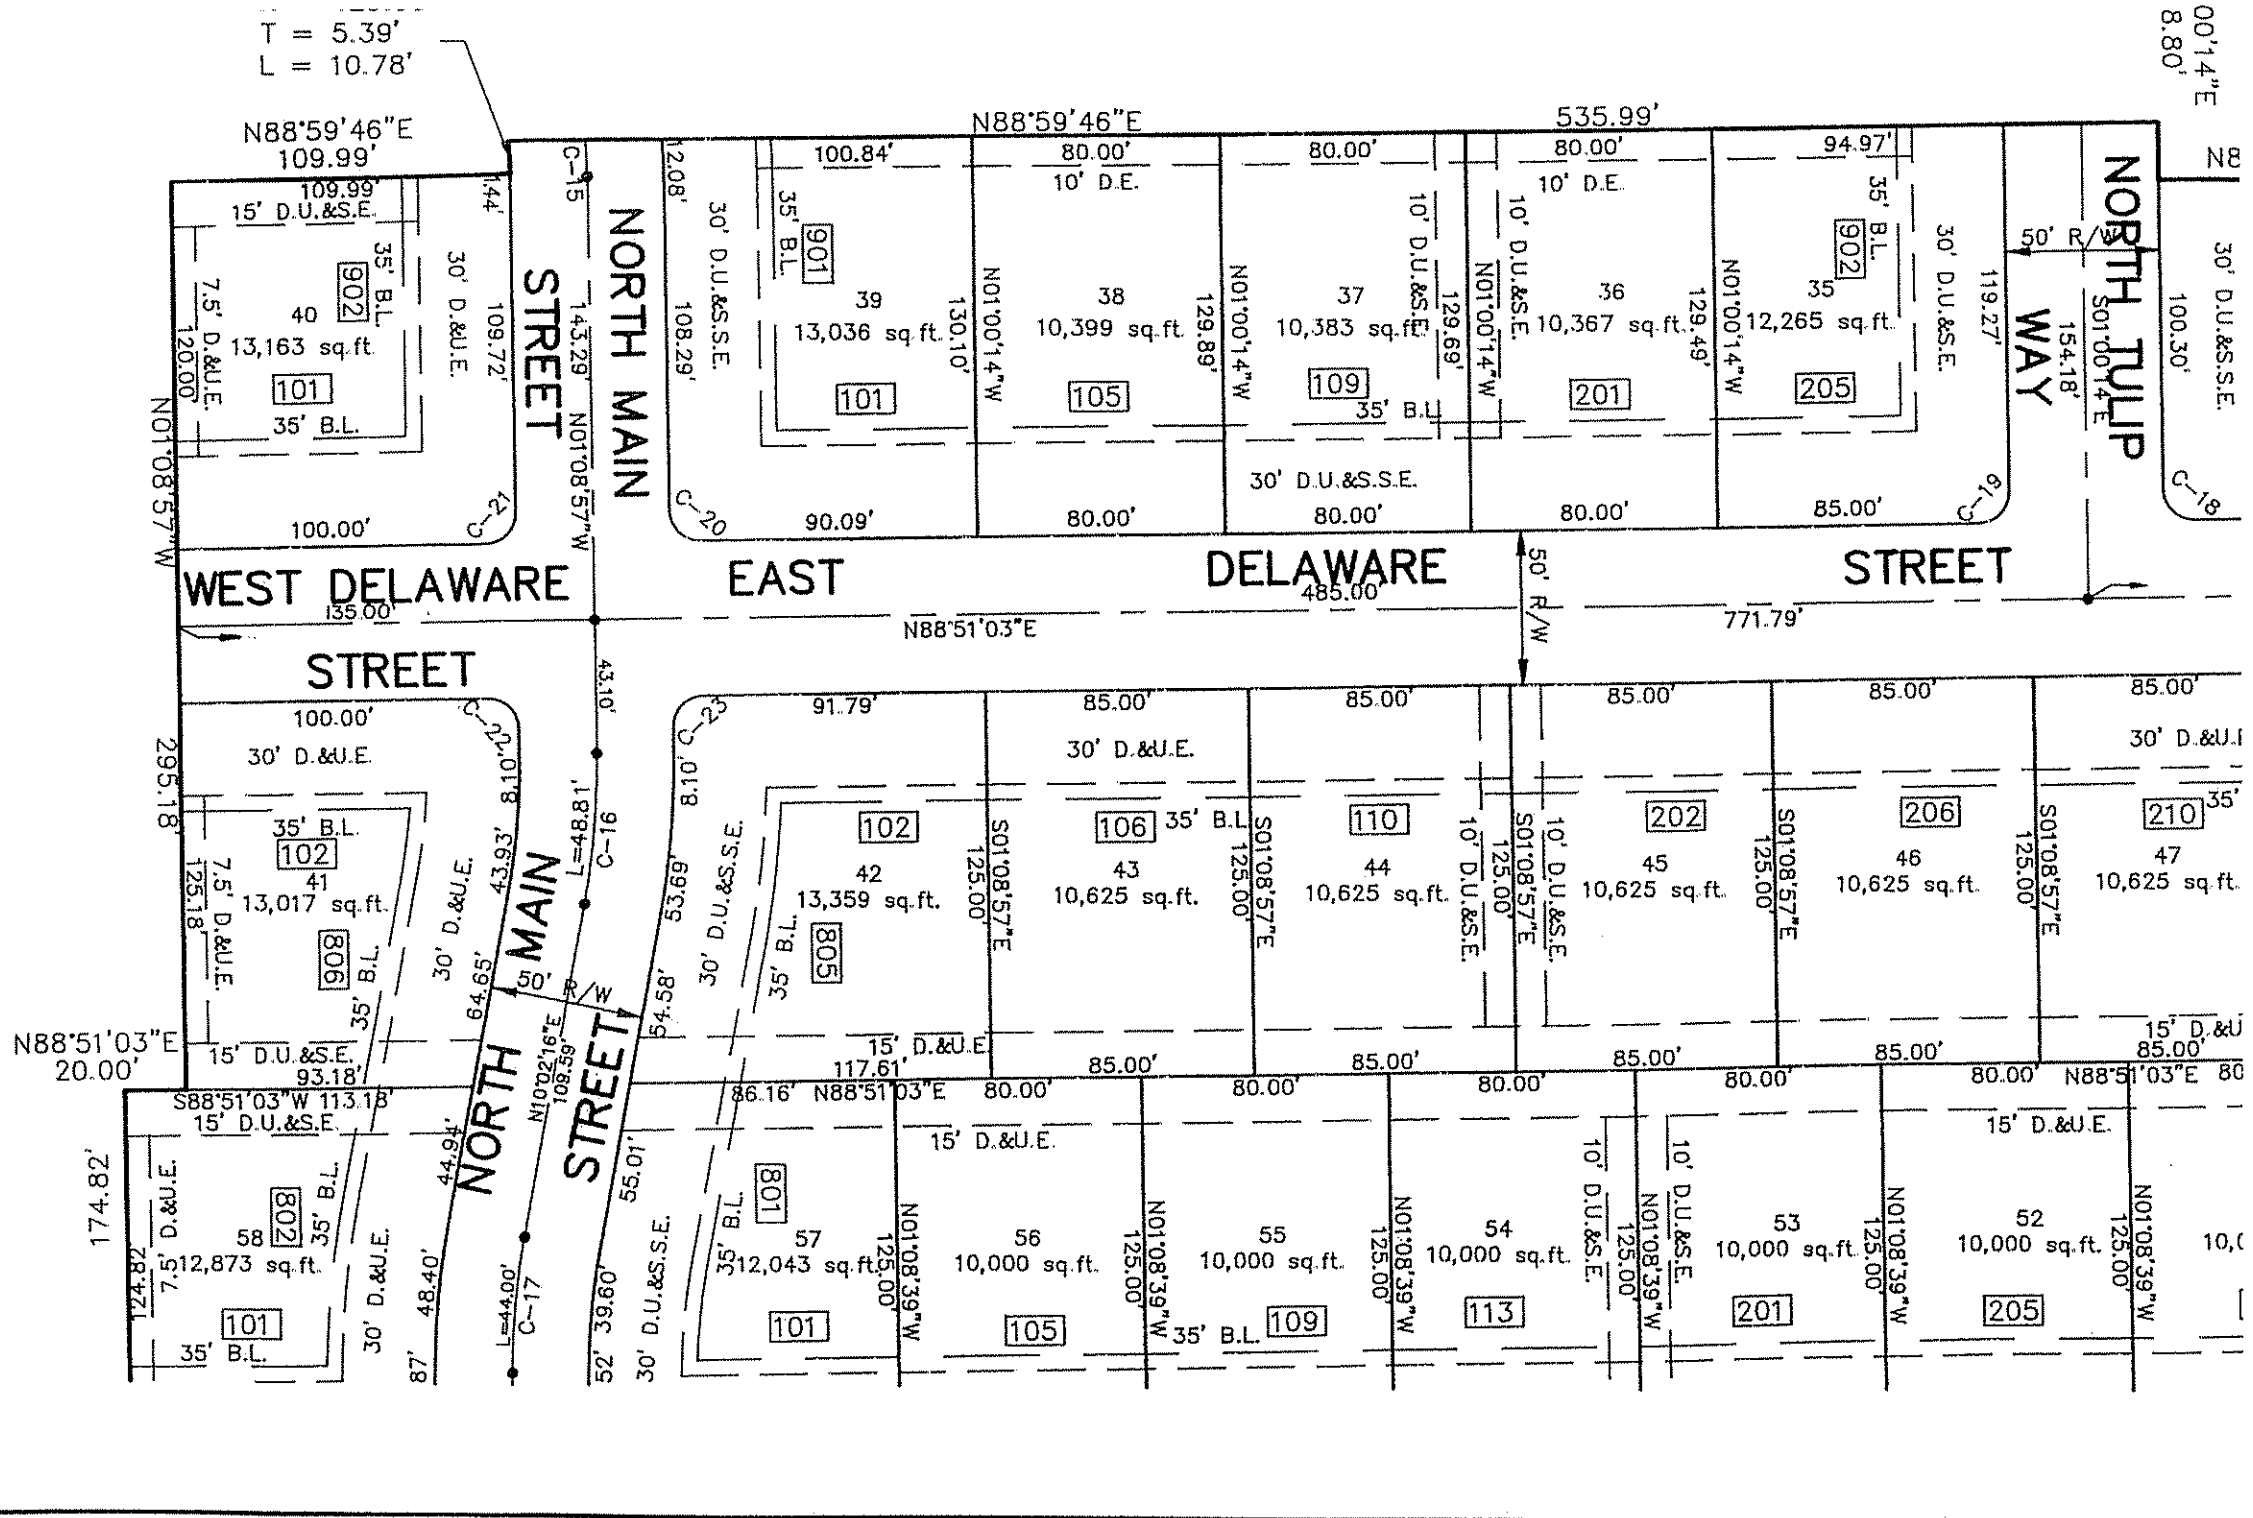 T = 5.39'
L = 10.78'
00'14"E
8.80'
N88°59'46"E
109.99'
N88°59'46"E
535.99'
N8
109.99'
15' D.U.&S.E.
35' B.L.
902
7.5' D.&U.E.
120.00'
40
13,163 sq.ft.
101
35' B.L.
30' D.&U.E.
109.72'
100.00'
C-21
N01°08'57"W
C-15
NORTH MAIN
STREET
143.29'
N01°08'57"W
12.08'
108.29'
30' D.U.&S.S.E.
C-20
100.84'
35' B.L.
901
39
13,036 sq.ft.
101
130.10'
N01°00'14"W
90.09'
80.00'
10' D.E.
38
10,399 sq.ft.
105
129.89'
N01°00'14"W
80.00'
80.00'
10' D.U.&S.E.
37
10,383 sq.ft.
109
35' B.L.
129.69'
N01°00'14"W
30' D.U.&S.S.E.
80.00'
80.00'
10' D.E.
10' D.U.&S.E.
36
10,367 sq.ft.
201
129.49'
N01°00'14"W
80.00'
94.97'
35' B.L.
902
35
12,265 sq.ft.
205
30' D.U.&S.E.
119.27'
85.00'
C-19
NORTH TULIP
WAY
50' R/W
S01°00'14"E
154.18'
100.30'
30' D.U.&S.S.E.
C-18
WEST DELAWARE
STREET
135.00'
EAST DELAWARE STREET
485.00'
N88°51'03"E
771.79'
50' R/W
43.10'
295.18'
100.00'
C-22
8.10'
30' D.&U.E.
35' B.L.
102
41
13,017 sq.ft.
806
35' B.L.
7.5' D.&U.E.
125.18'
30' D.&U.E.
43.93'
64.65'
15' D.U.&S.E.
93.18'
N88°51'03"E
20.00'
L=48.81'
C-16
NORTH MAIN
STREET
50' R/W
N10°02'16"E
109.59'
C-23
8.10'
53.69'
54.58'
30' D.U.&S.S.E.
91.79'
102
42
13,359 sq.ft.
805
35' B.L.
15' D.&U.E.
117.61'
S01°08'57"E
125.00'
85.00'
30' D.&U.E.
106
35' B.L.
43
10,625 sq.ft.
S01°08'57"E
125.00'
85.00'
85.00'
110
44
10,625 sq.ft.
10' D.U.&S.E.
S01°08'57"E
125.00'
85.00'
85.00'
10' D.U.&S.E.
202
45
10,625 sq.ft.
S01°08'57"E
125.00'
85.00'
85.00'
206
46
10,625 sq.ft.
S01°08'57"E
125.00'
85.00'
85.00'
30' D.&U.E
35'
210
47
10,625 sq.ft.
15' D.&U
85.00'
S88°51'03"W 113.18'
15' D.U.&S.E.
174.82'
124.82'
7.5' D.&U.E.
802
58
12,873 sq.ft.
101
35' B.L.
35' B.L.
30' D.&U.E.
44.94'
48.40'
87'
L=44.00'
C-17
55.01'
39.60'
52'
30' D.U.&S.S.E.
86.16'
N88°51'03"E
801
35' B.L.
57
12,043 sq.ft.
101
N01°08'39"W
125.00'
80.00'
15' D.&U.E.
56
10,000 sq.ft.
105
N01°08'39"W
125.00'
80.00'
55
10,000 sq.ft.
35' B.L.
109
N01°08'39"W
125.00'
80.00'
54
10,000 sq.ft.
113
10' D.U.&S.E.
N01°08'39"W
125.00'
80.00'
10' D.U.&S.E.
53
10,000 sq.ft.
201
N01°08'39"W
125.00'
80.00'
N88°51'03"E
15' D.&U.E.
52
10,000 sq.ft.
205
N01°08'39"W
125.00'
80
10,0